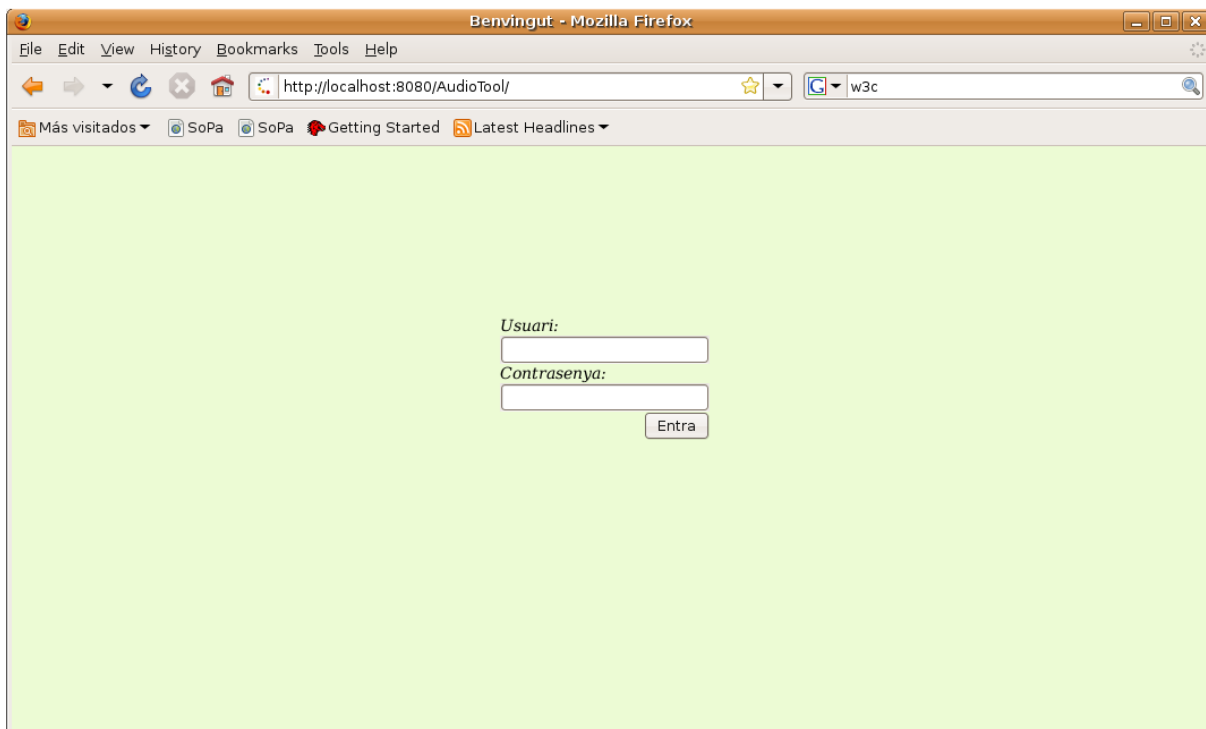 Benvingut - Mozilla Firefox
File Edit View History Bookmarks Tools Help
http://localhost:8080/AudioTool/ G w3c
Más visitados SoPa SoPa Getting Started Latest Headlines
Usuari:
Contrasenya:
Entra